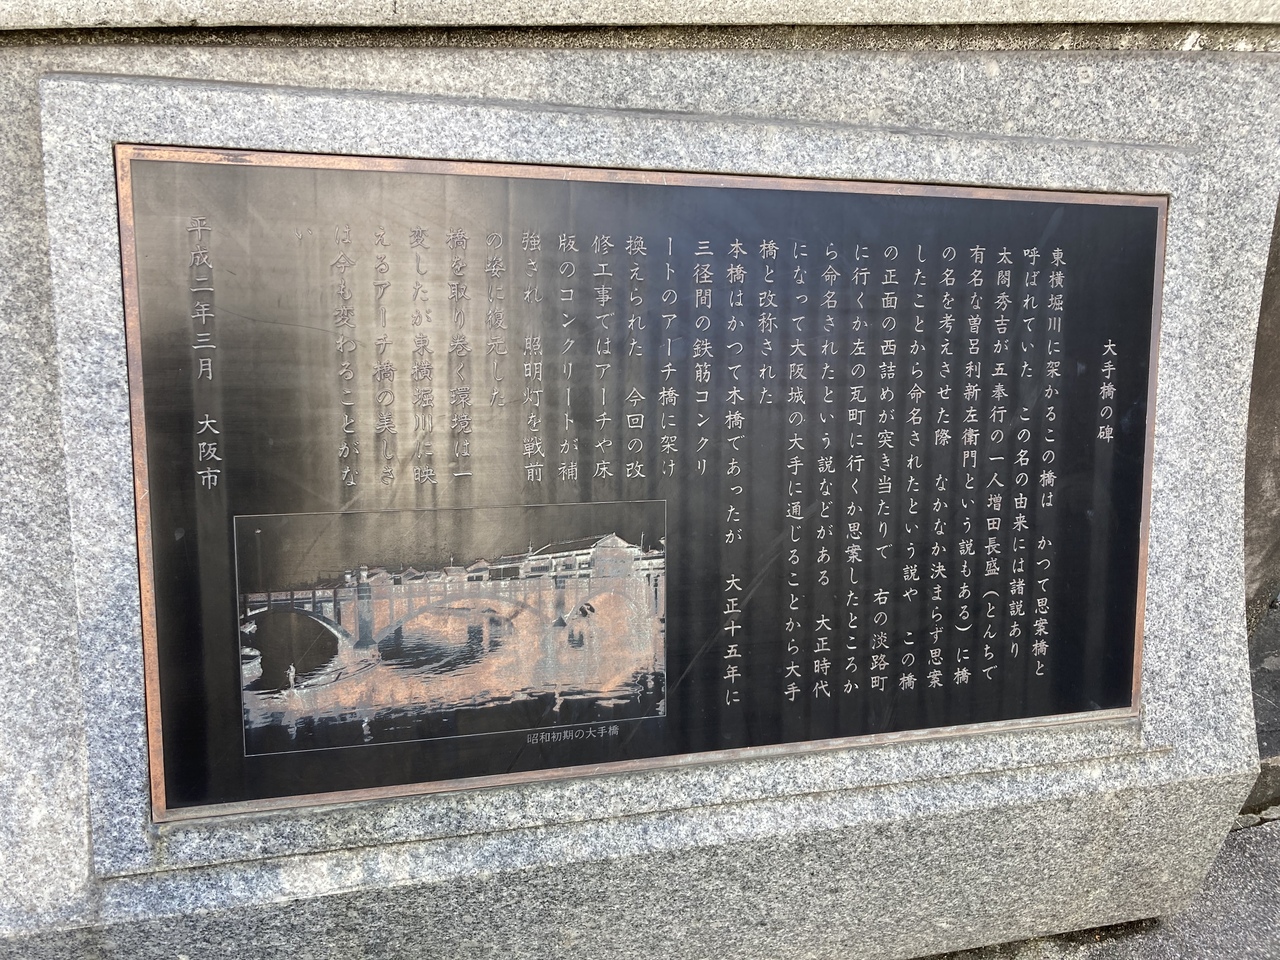 大手橋の碑
東横堀川に架かるこの橋は　かつて思案橋と
呼ばれていた　この名の由来には諸説あり
太閤秀吉が五奉行の一人増田長盛（とんちで
有名な曽呂利新左衛門という説もある）に橋
の名を考えさせた際　なかなか決まらず思案
したことから命名されたという説や　この橋
の正面の西詰めが突き当たりで　右の淡路町
に行くか左の瓦町に行くか思案したところか
ら命名されたという説などがある　大正時代
になって大阪城の大手に通じることから大手
橋と改称された
本橋はかつて木橋であったが　大正十五年に
三径間の鉄筋コンクリ
ートのアーチ橋に架け
換えられた　今回の改
修工事ではアーチや床
版のコンクリートが補
強され　照明灯を戦前
の姿に復元した
橋を取り巻く環境は一
変したが東横堀川に映
えるアーチ橋の美しさ
は今も変わることがな
い
平成二年三月　大阪市
昭和初期の大手橋